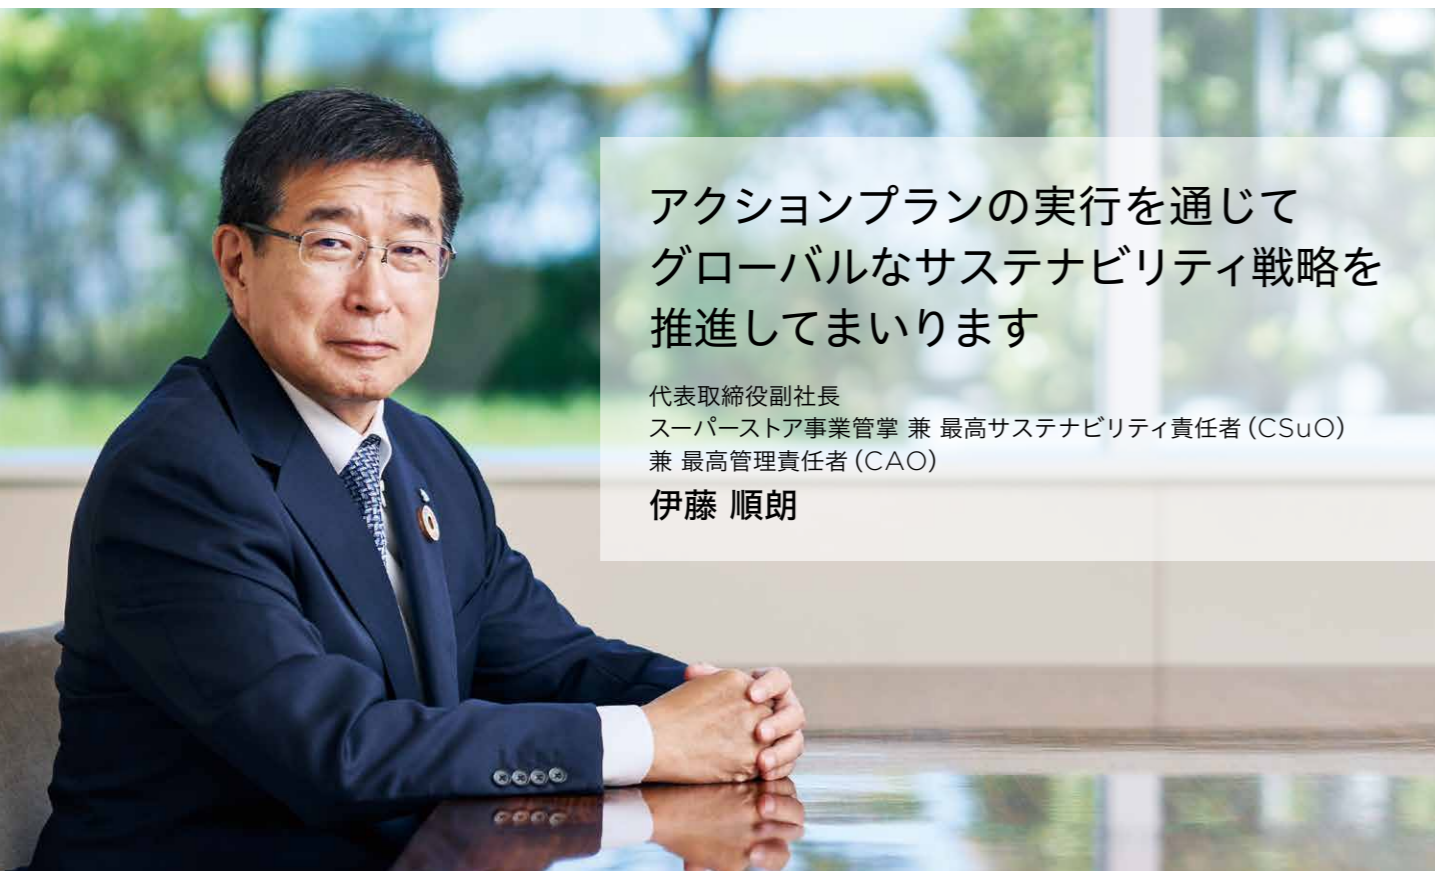 アクションプランの実行を通じて
グローバルなサステナビリティ戦略を
推進してまいります
代表取締役副社長
スーパーストア事業管掌 兼 最高サステナビリティ責任者（CSuO）
兼 最高管理責任者（CAO）
伊藤 順朗